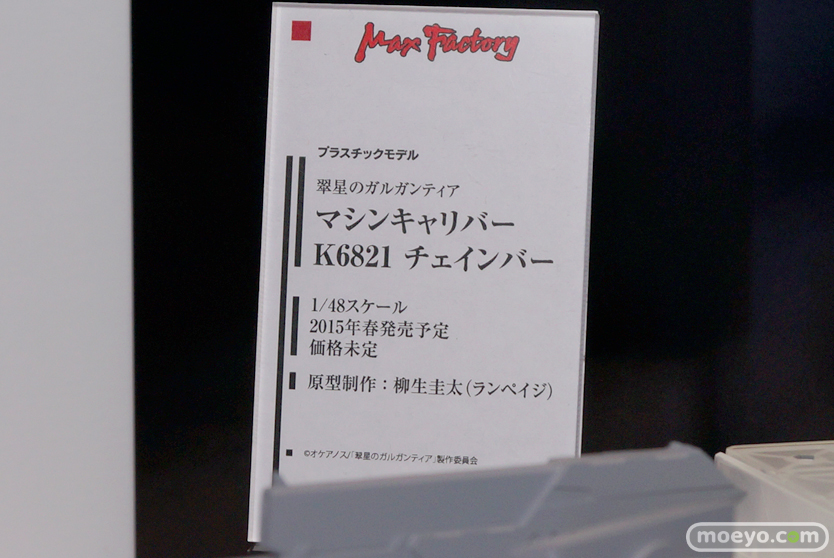 Max Factory
プラスチックモデル
翠星のガルガンティア
マシンキャリバー
K6821 チェインバー
1/48スケール
2015年春発売予定
価格未定
原型制作：柳生圭太（ランペイジ）
©オケアノス/「翠星のガルガンティア」製作委員会
moeyo.com